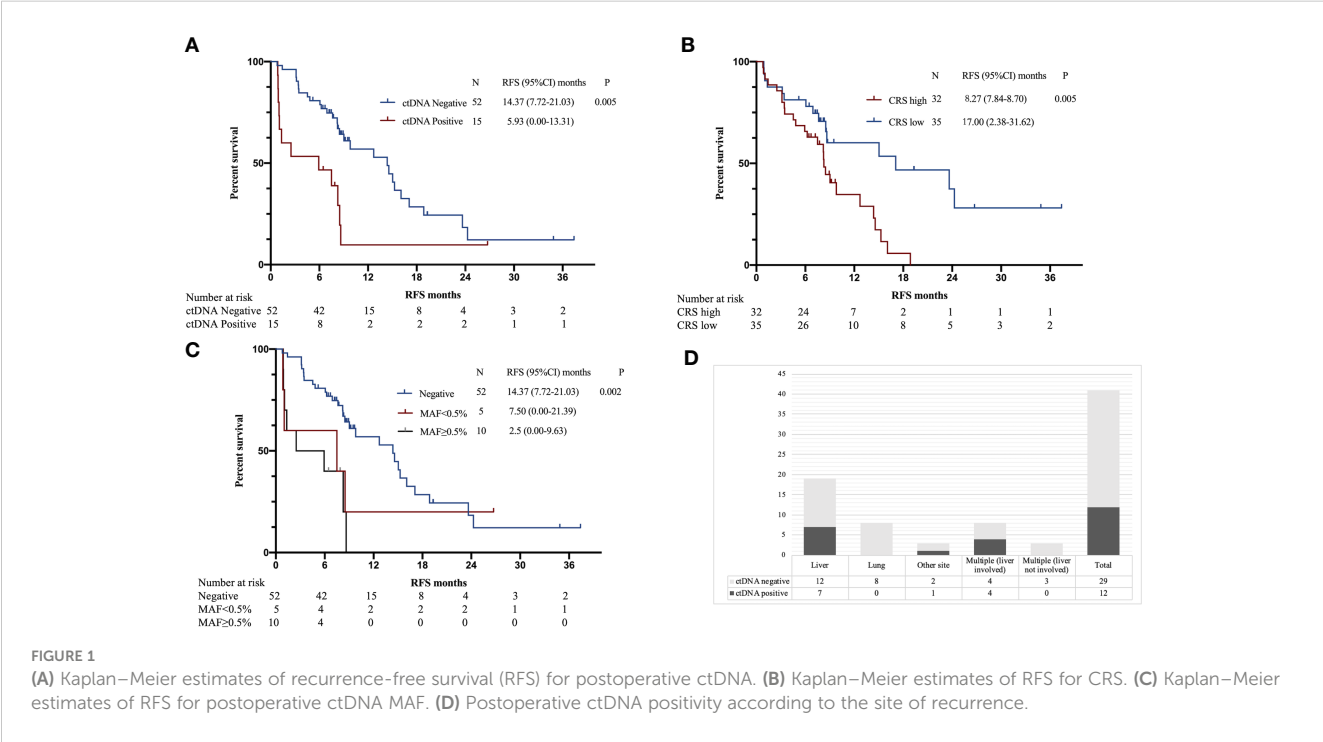 A
N RFS (95%CI) months P
ctDNA Negative 52 14.37 (7.72-21.03) 0.005
ctDNA Positive 15 5.93 (0.00-13.31)
Percent survival
100
50
0
0 6 12 18 24 30 36
RFS months
Number at risk
ctDNA Negative 52 42 15 8 4 3 2
ctDNA Positive 15 8 2 2 2 1 1
B
N RFS (95%CI) months P
CRS high 32 8.27 (7.84-8.70) 0.005
CRS low 35 17.00 (2.38-31.62)
Percent survival
100
50
0
0 6 12 18 24 30 36
RFS months
Number at risk
CRS high 32 24 7 2 1 1 1
CRS low 35 26 10 8 5 3 2
C
N RFS (95%CI) months P
Negative 52 14.37 (7.72-21.03) 0.002
MAF<0.5% 5 7.50 (0.00-21.39)
MAF≥0.5% 10 2.5 (0.00-9.63)
Percent survival
100
50
0
0 6 12 18 24 30 36
RFS months
Number at risk
Negative 52 42 15 8 4 3 2
MAF<0.5% 5 4 2 2 2 1 1
MAF≥0.5% 10 4 0 0 0 0 0
D
45
40
35
30
25
20
15
10
5
0
Liver Lung Other site Multiple (liver involved) Multiple (liver not involved) Total
ctDNA negative 12 8 2 4 3 29
ctDNA positive 7 0 1 4 0 12
FIGURE 1
(A) Kaplan–Meier estimates of recurrence-free survival (RFS) for postoperative ctDNA. (B) Kaplan–Meier estimates of RFS for CRS. (C) Kaplan–Meier
estimates of RFS for postoperative ctDNA MAF. (D) Postoperative ctDNA positivity according to the site of recurrence.